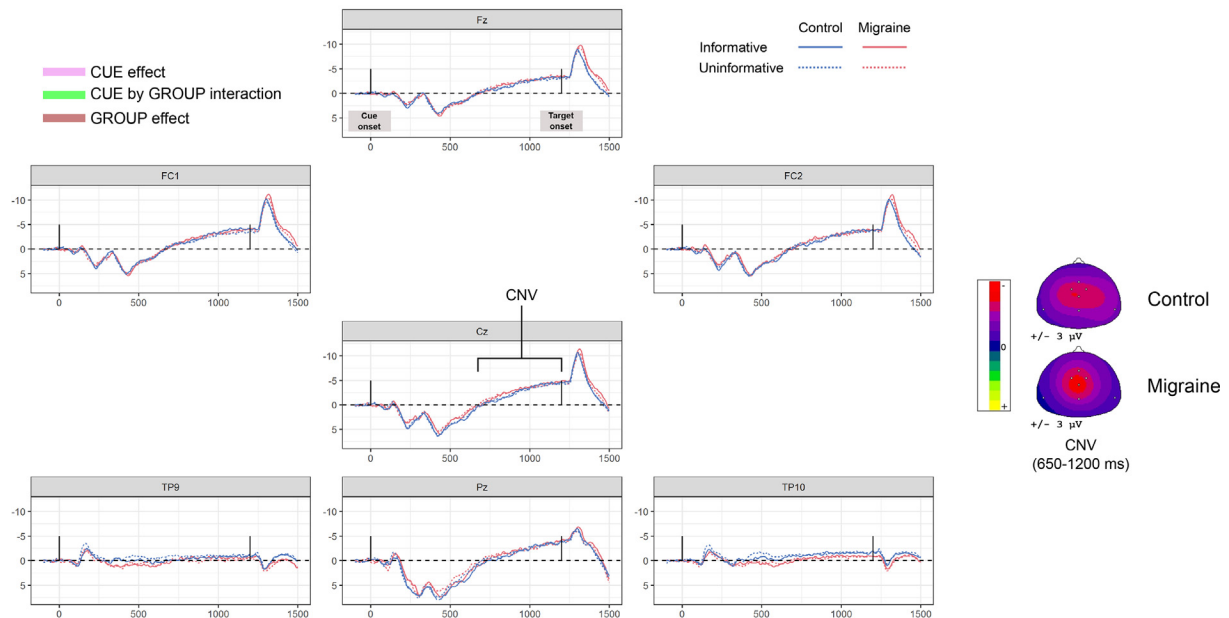 Fz
Control Migraine
Informative
Uninformative
CUE effect
CUE by GROUP interaction
GROUP effect
-10
-5
0
5
Cue
onset
Target
onset
0 500 1000 1500
FC1
-10
-5
0
5
0 500 1000 1500
FC2
-10
-5
0
5
0 500 1000 1500
CNV
Cz
-10
-5
0
5
0 500 1000 1500
-
0
+
Control
+/- 3 µV
Migraine
+/- 3 µV
CNV
(650-1200 ms)
TP9
-10
-5
0
5
0 500 1000 1500
Pz
-10
-5
0
5
0 500 1000 1500
TP10
-10
-5
0
5
0 500 1000 1500